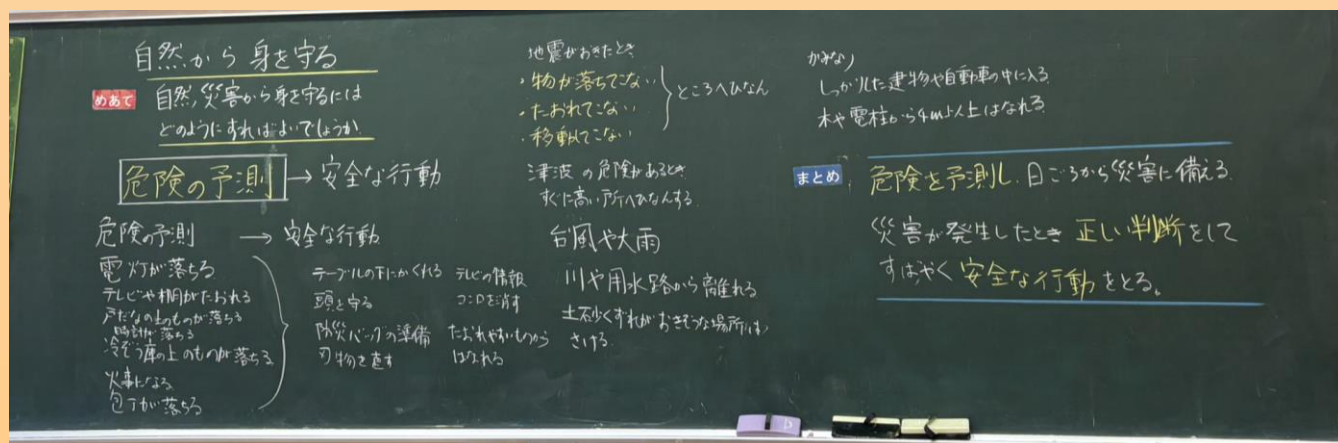 自然から身を守る
めあて
自然災害から身を守るには
どのようにすればよいでしょうか。
危険の予測→安全な行動
危険の予測→安全な行動
電灯が落ちる
テレビや棚がたおれる
戸だなの上のものが落ちる
時計が落ちる
冷ぞう庫の上のものが落ちる
火事になる
包丁が落ちる
テーブルの下にかくれる
頭を守る
防災バッグの準備
刃物を直す
テレビの情報
コンロを消す
たおれやすいものから
はなれる
地震がおきたとき
・物が落ちてこない
・たおれてこない
・移動してこない
ところへひなん
津波の危険があるとき
すぐに高い所へひなんする
台風や大雨
川や用水路から離れる
土砂くずれがおきそうな場所は
さける
かみなり
しっかりした建物や自動車の中に入る
木や電柱から4m以上はなれる
まとめ
危険を予測し、日ごろから災害に備える。
災害が発生したとき正しい判断をして
すばやく安全な行動をとる。